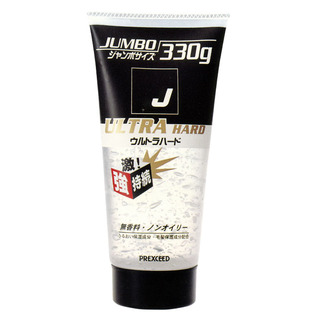 JUMBO
ジャンボサイズ 330g
J
ULTRA HARD
ウルトラハード
激!
強持続
無香料・ノンオイリー
PREXCEED